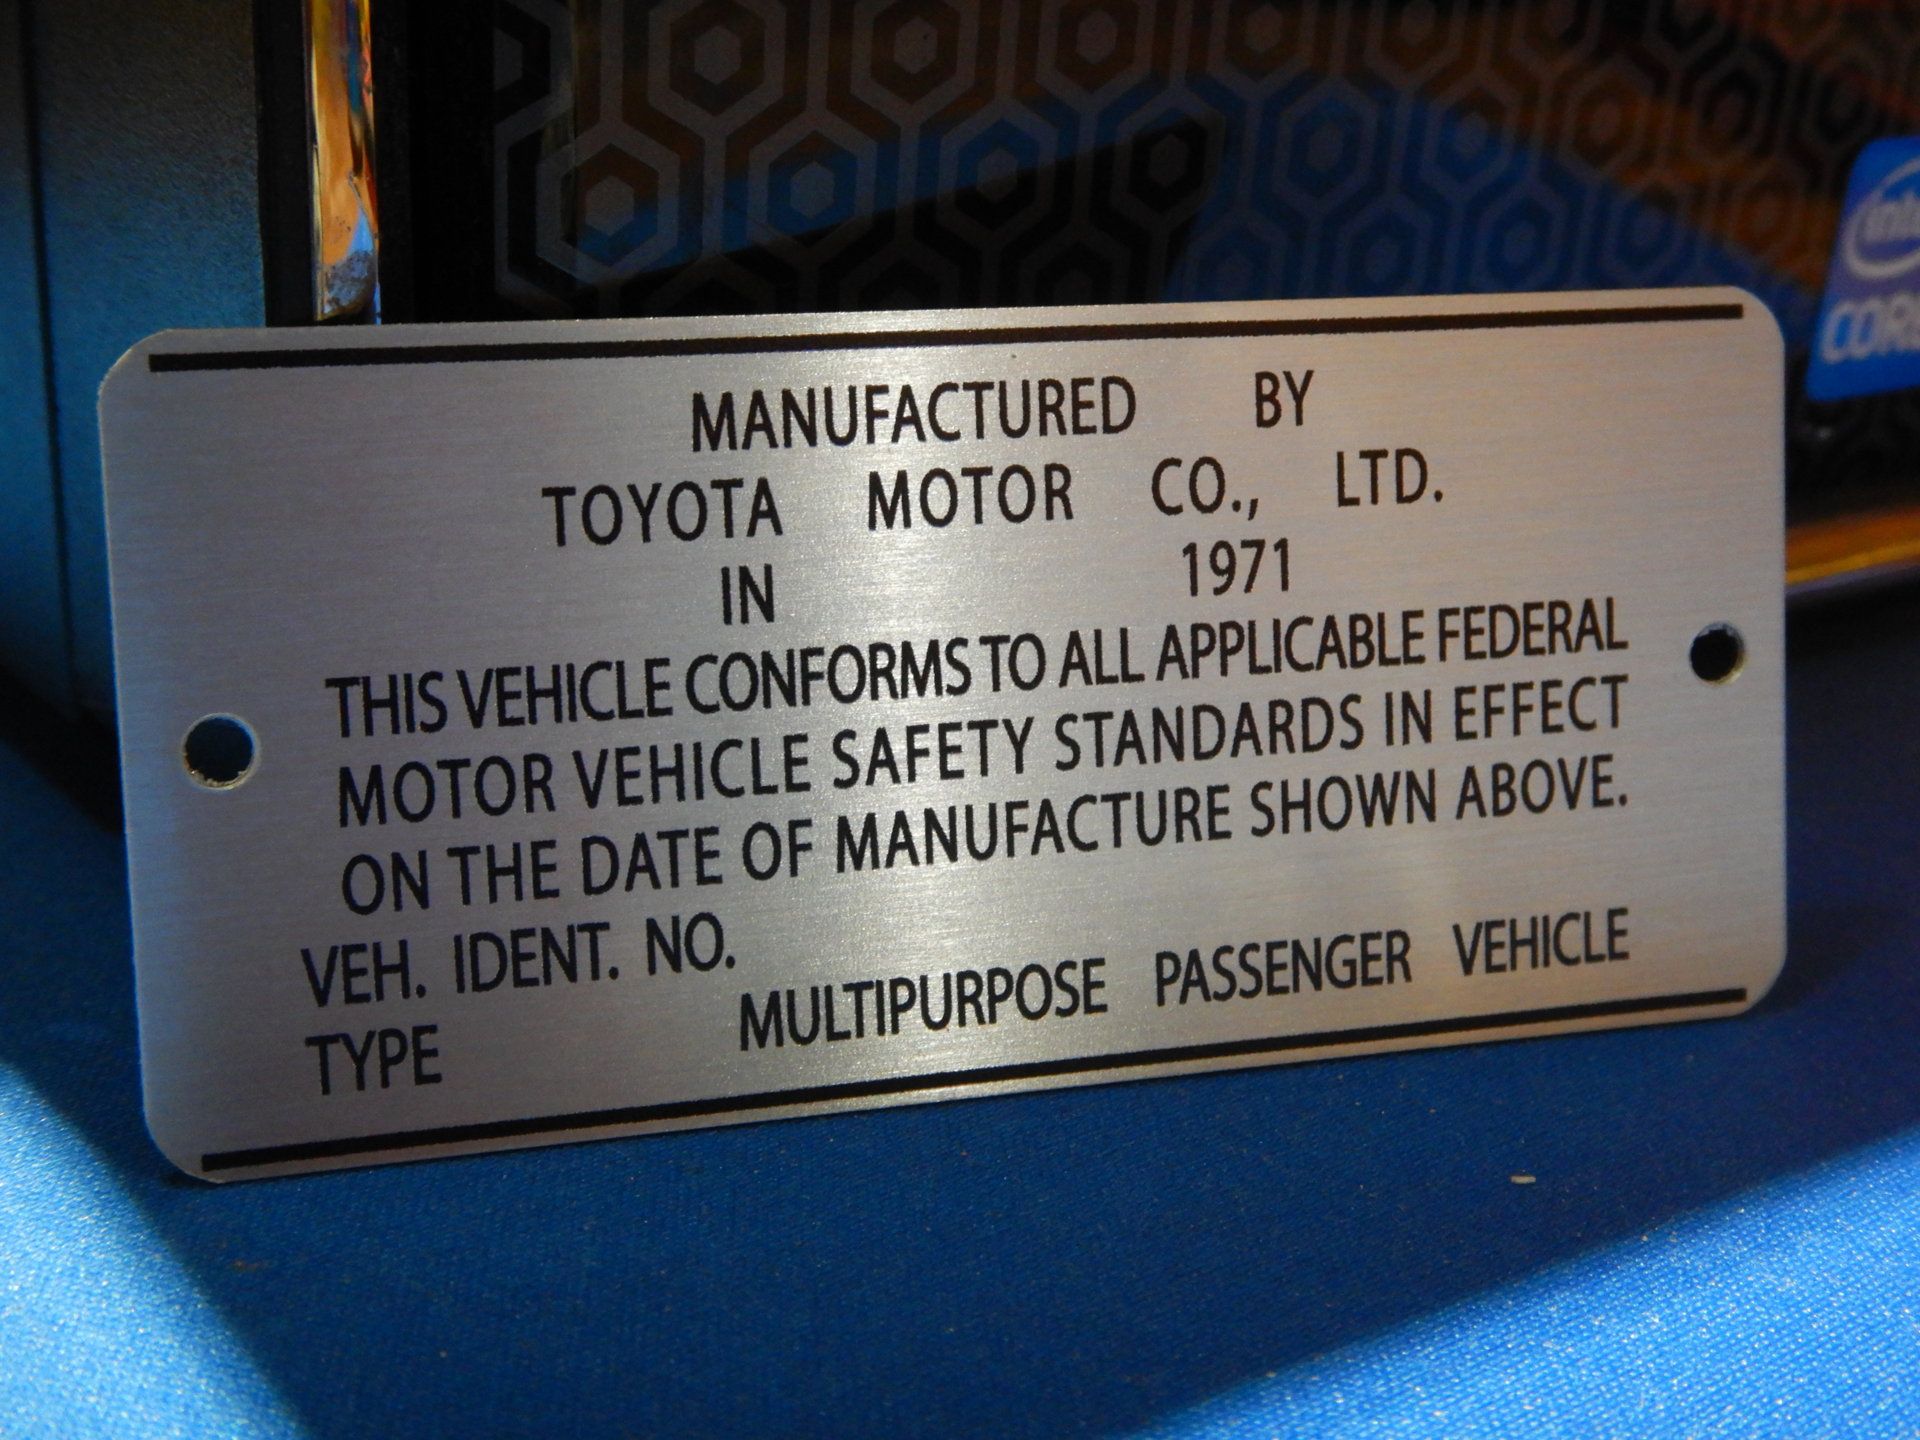 MANUFACTURED BY
TOYOTA MOTOR CO., LTD.
IN 1971
THIS VEHICLE CONFORMS TO ALL APPLICABLE FEDERAL
MOTOR VEHICLE SAFETY STANDARDS IN EFFECT
ON THE DATE OF MANUFACTURE SHOWN ABOVE.
VEH. IDENT. NO.
TYPE MULTIPURPOSE PASSENGER VEHICLE